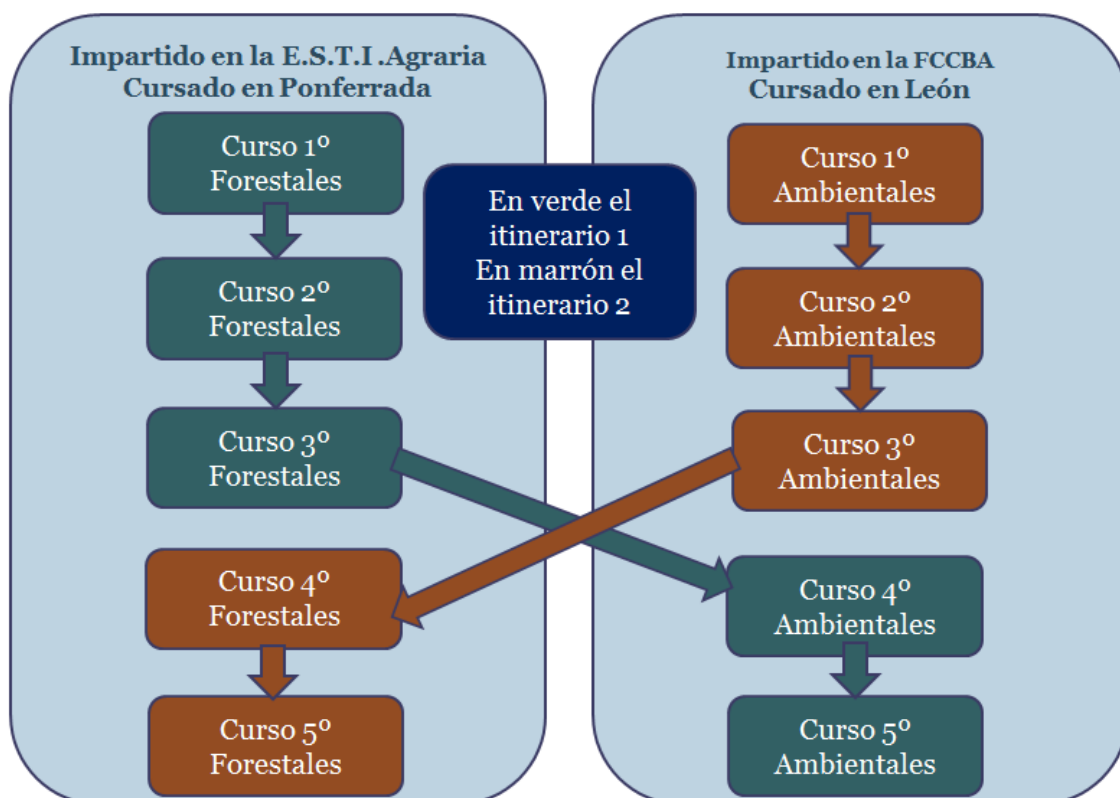 Impartido en la E.S.T.I .Agraria
Cursado en Ponferrada
Curso 1º
Forestales
Curso 2º
Forestales
Curso 3º
Forestales
Curso 4º
Forestales
Curso 5º
Forestales
En verde el
itinerario 1
En marrón el
itinerario 2
Impartido en la FCCBA
Cursado en León
Curso 1º
Ambientales
Curso 2º
Ambientales
Curso 3º
Ambientales
Curso 4º
Ambientales
Curso 5º
Ambientales